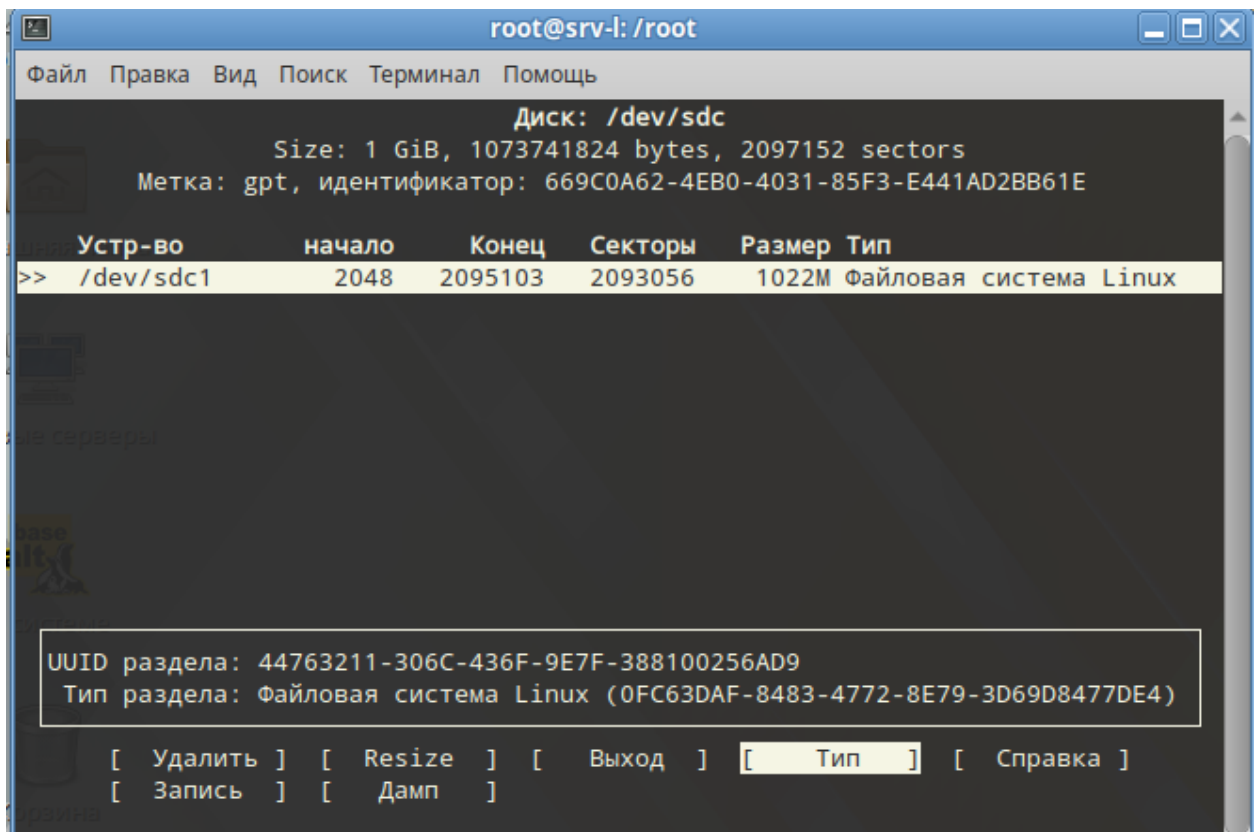 root@srv-l: /root
Файл Правка Вид Поиск Терминал Помощь
Диск: /dev/sdc
Size: 1 GiB, 1073741824 bytes, 2097152 sectors
Метка: gpt, идентификатор: 669C0A62-4EB0-4031-85F3-E441AD2BB61E
Устр-во начало Конец Секторы Размер Тип
>> /dev/sdc1 2048 2095103 2093056 1022M Файловая система Linux
серверы
base
alt
UUID раздела: 44763211-306C-436F-9E7F-388100256AD9
Тип раздела: Файловая система Linux (0FC63DAF-8483-4772-8E79-3D69D8477DE4)
[ Удалить ] [ Resize ] [ Выход ] [ Тип ] [ Справка ]
[ Запись ] [ Дамп ]